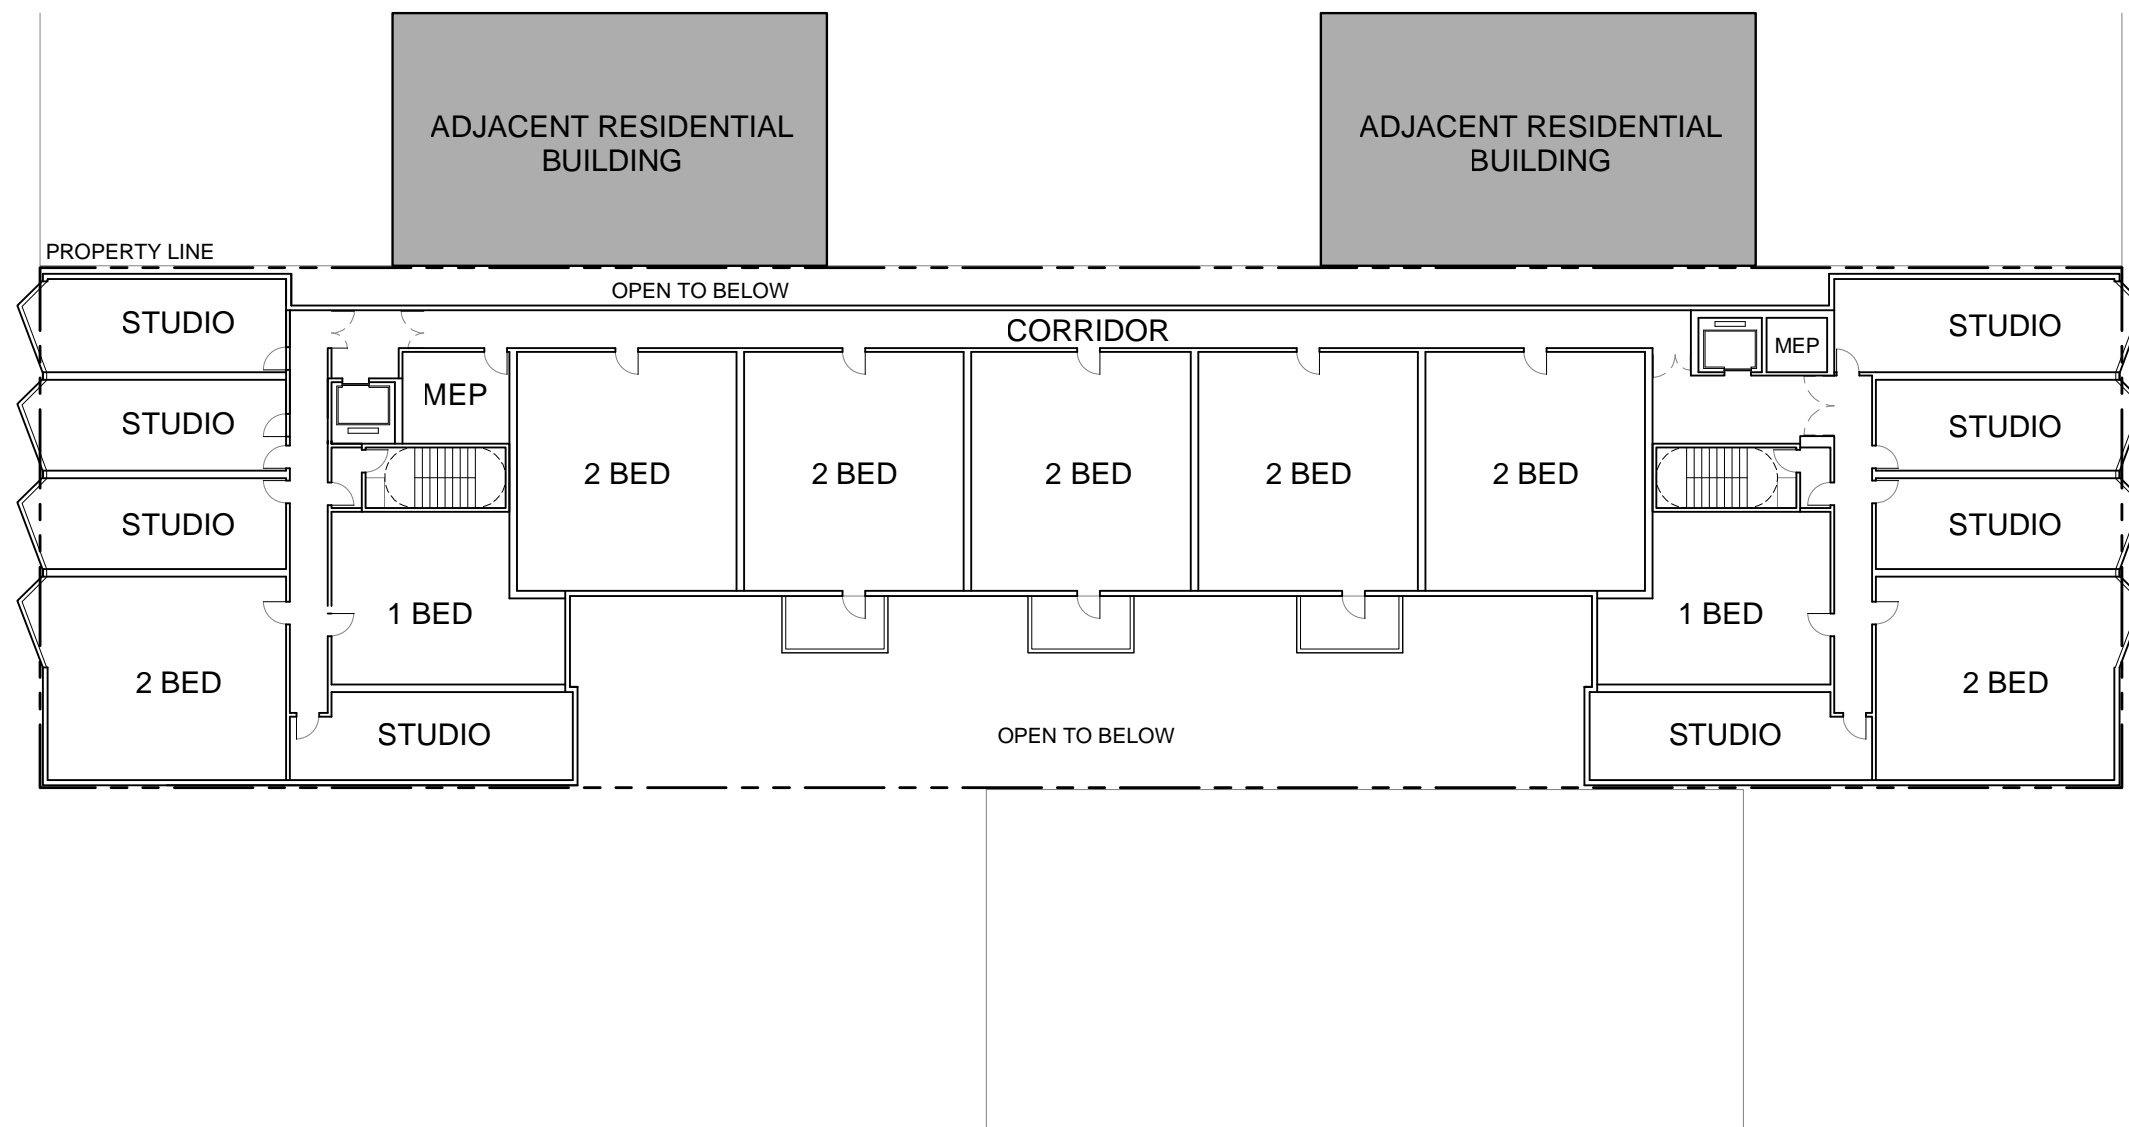 ADJACENT RESIDENTIAL
BUILDING
ADJACENT RESIDENTIAL
BUILDING
PROPERTY LINE
OPEN TO BELOW
CORRIDOR
STUDIO
STUDIO
MEP
MEP
STUDIO
STUDIO
2 BED
2 BED
2 BED
2 BED
2 BED
STUDIO
STUDIO
STUDIO
1 BED
1 BED
2 BED
2 BED
STUDIO
OPEN TO BELOW
STUDIO